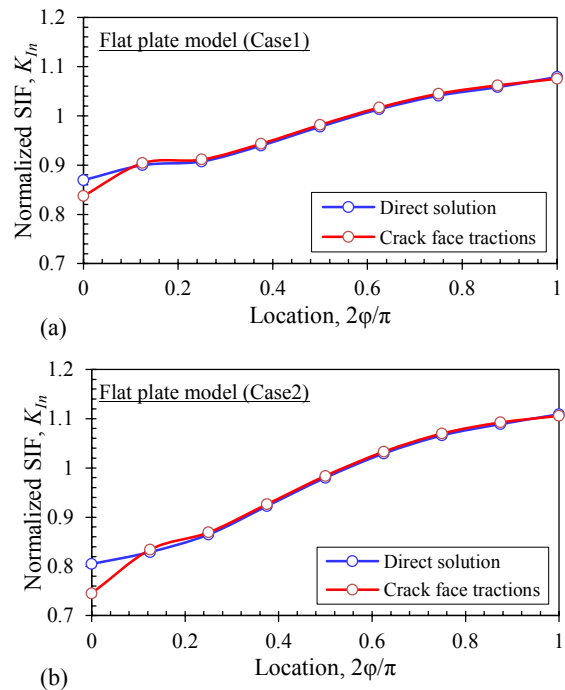 1.2
Flat plate model (Case1)
1.1
1
0.9
0.8
0.7
Normalized SIF, K_In
Direct solution
Crack face tractions
0 0.2 0.4 0.6 0.8 1
Location, 2φ/π
(a)
1.2
Flat plate model (Case2)
1.1
1
0.9
0.8
0.7
Normalized SIF, K_In
Direct solution
Crack face tractions
0 0.2 0.4 0.6 0.8 1
Location, 2φ/π
(b)